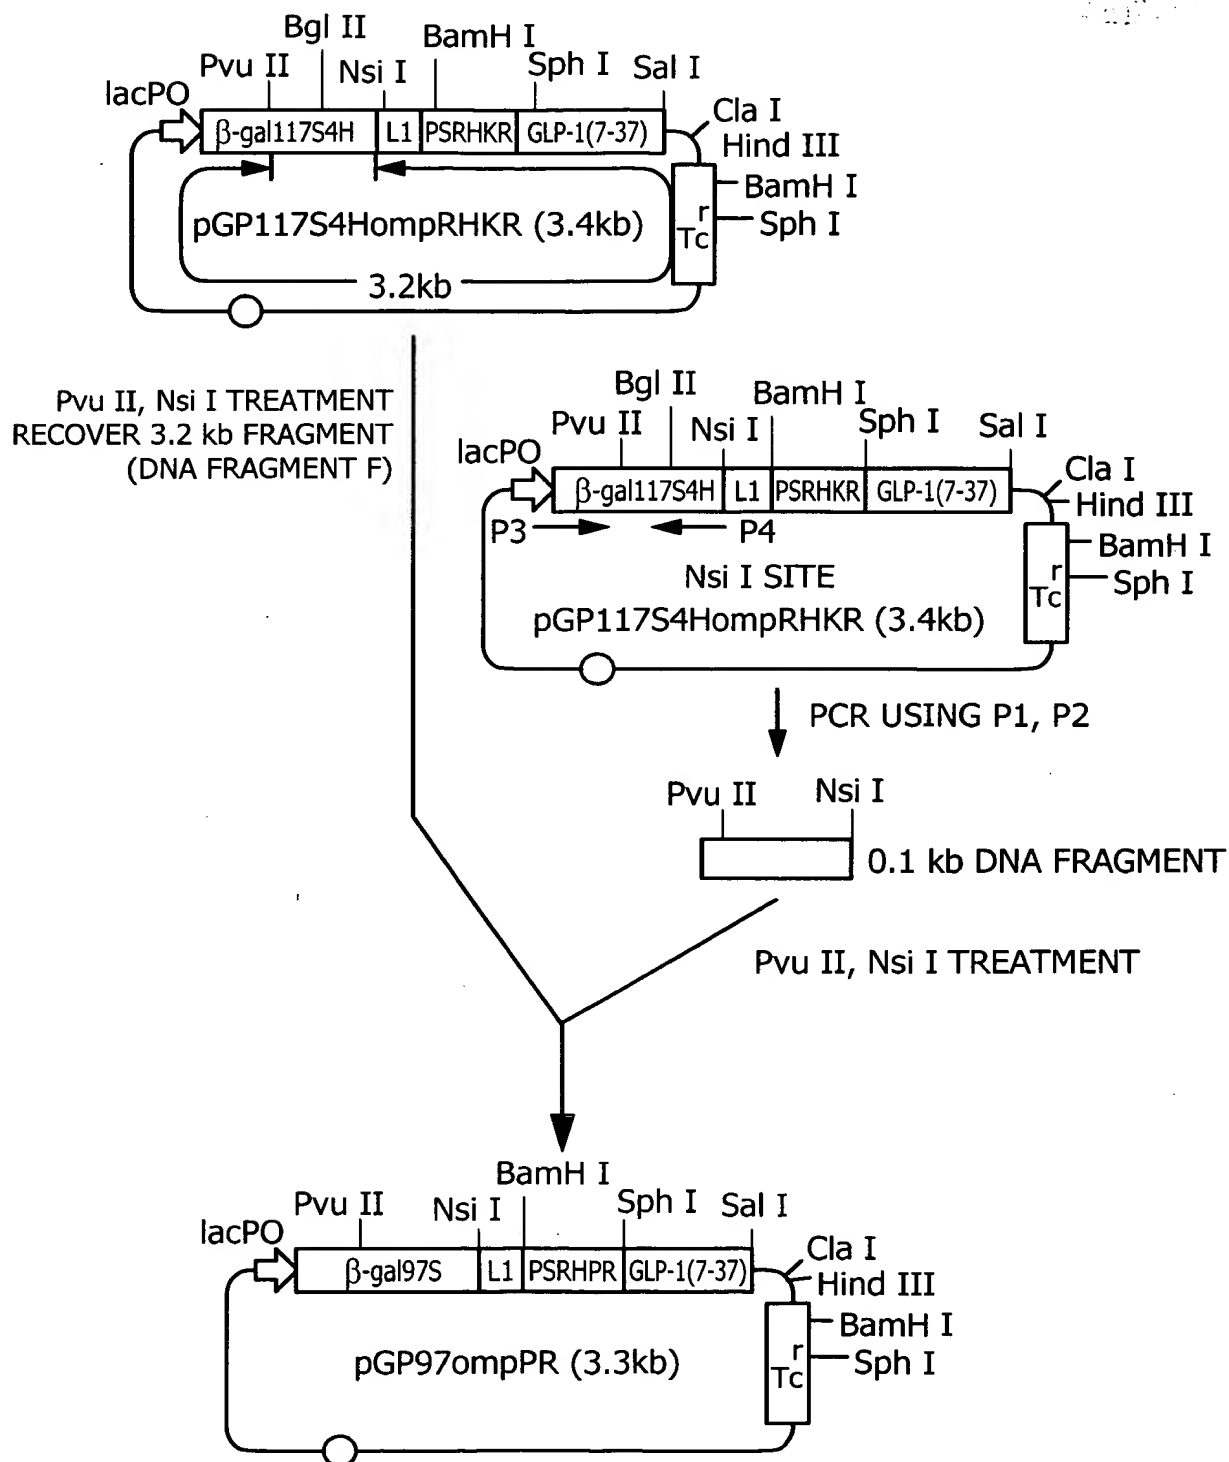 Bgl II
BamH I
Pvu II
Nsi I
Sph I
Sal I
lacPO
Cla I
β-gal117S4H
L1
PSRHKR
GLP-1(7-37)
Hind III
BamH I
pGP117S4HompRHKR (3.4kb)
Tcr
Sph I
3.2kb
Pvu II, Nsi I TREATMENT
RECOVER 3.2 kb FRAGMENT
(DNA FRAGMENT F)
Bgl II
BamH I
Pvu II
Nsi I
Sph I
Sal I
lacPO
Cla I
β-gal117S4H
L1
PSRHKR
GLP-1(7-37)
Hind III
P3
P4
BamH I
Nsi I SITE
Tcr
Sph I
pGP117S4HompRHKR (3.4kb)
PCR USING P1, P2
Pvu II
Nsi I
0.1 kb DNA FRAGMENT
Pvu II, Nsi I TREATMENT
BamH I
Pvu II
Nsi I
Sph I
Sal I
lacPO
Cla I
β-gal97S
L1
PSRHPR
GLP-1(7-37)
Hind III
BamH I
pGP97ompPR (3.3kb)
Tcr
Sph I